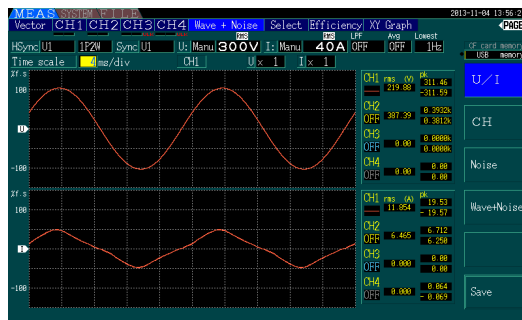 MEAS SYSTEM FILE 2013-11-04 13:56:2
Vector CH1 CH2 CH3 CH4 Wave + Noise Select Efficiency XY Graph PAGE
RMS RMS LPF Avg Lowest
HSync U1 1P2W Sync U1 U: Manu 300V I: Manu 40A OFF OFF 1Hz
CF card memory
USB memory
Time scale 4 ms/div CH1 U x 1 I x 1
%f.s
100
U
-100
CH1 rms (V) pk
219.88 311.46
-311.59
CH2
OFF 387.39 0.3932k
0.3812k
CH3
OFF 0.00 0.0000k
0.0000k
CH4
OFF 0.00 0.00
0.00
%f.s
100
I
-100
CH1 rms (A) pk
11.854 19.53
- 19.57
CH2
OFF 6.465 6.712
6.250
CH3
OFF 0.000 0.00
0.00
CH4
OFF 0.000 0.064
- 0.069
U/I
CH
Noise
Wave+Noise
Save